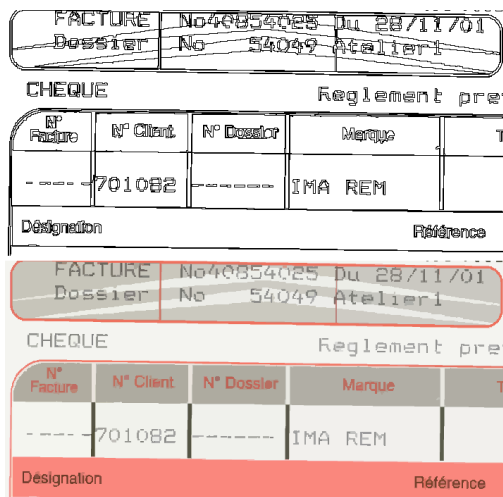 FACTURE No40854025 Du 28/11/01
Dossier No 54049 Atelier1
CHEQUE Reglement
N° Facture N° Client N° Dossier Marque
-----701082 ------ IMA REM
Désignation Référence
FACTURE No40854025 Du 28/11/01
Dossier No 54049 Atelier1
CHEQUE Reglement
N° Facture N° Client N° Dossier Marque
-----701082 ------ IMA REM
Désignation Référence